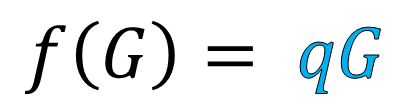 f(G) = qG